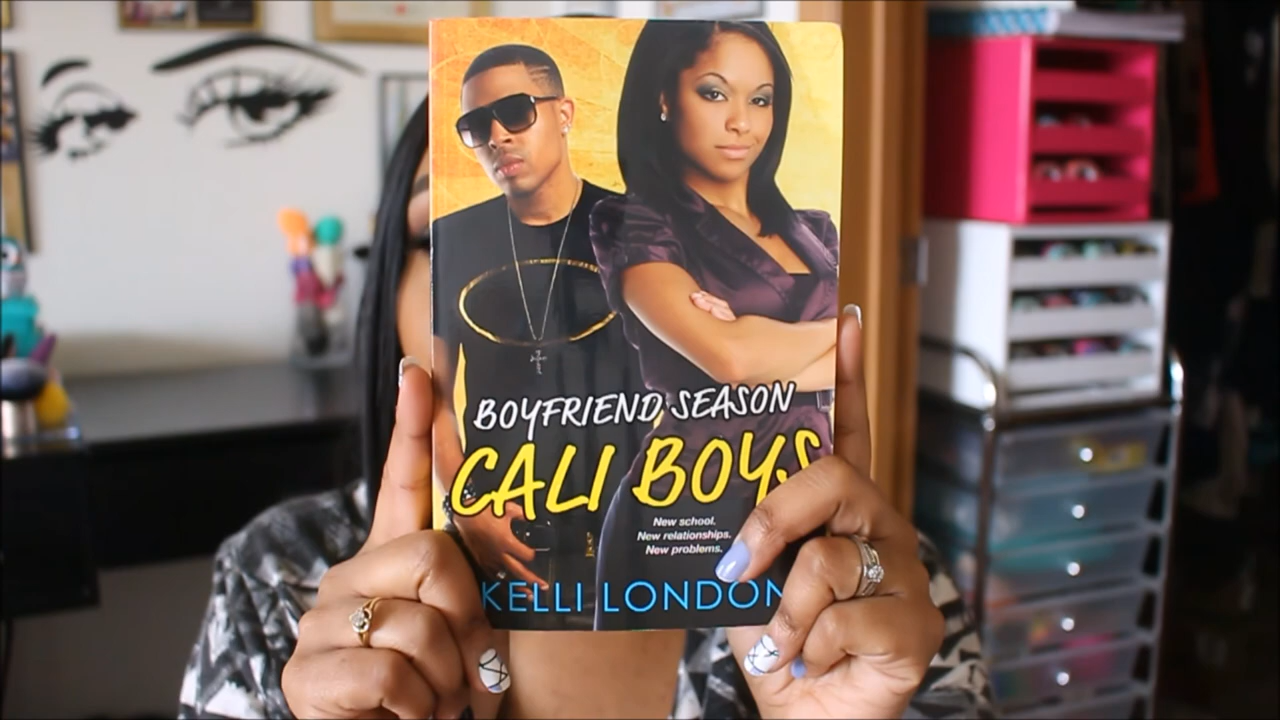 BOYFRIEND SEASON
CALI BOYS
New school.
New relationships.
New problems.
KELLI LONDON